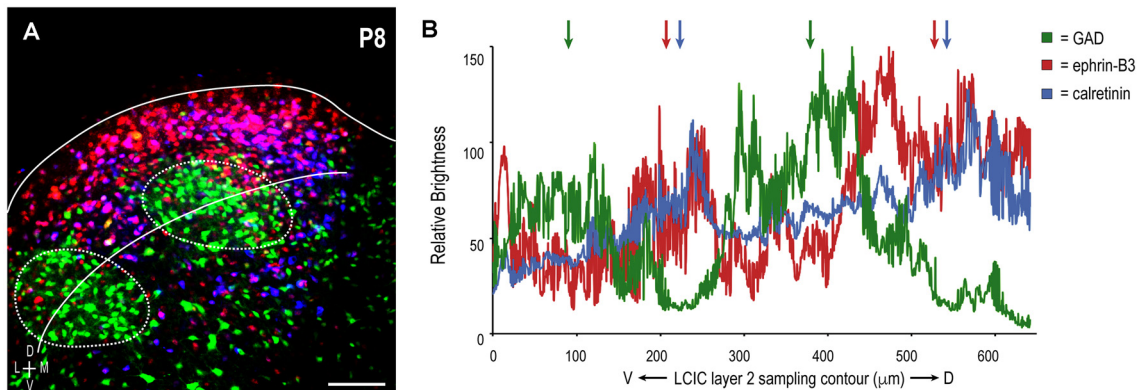 A
P8
D
L M
V
B
= GAD
= ephrin-B3
= calretinin
150
100
50
0
Relative Brightness
0 100 200 300 400 500 600
V ← LCIC layer 2 sampling contour (μm) → D